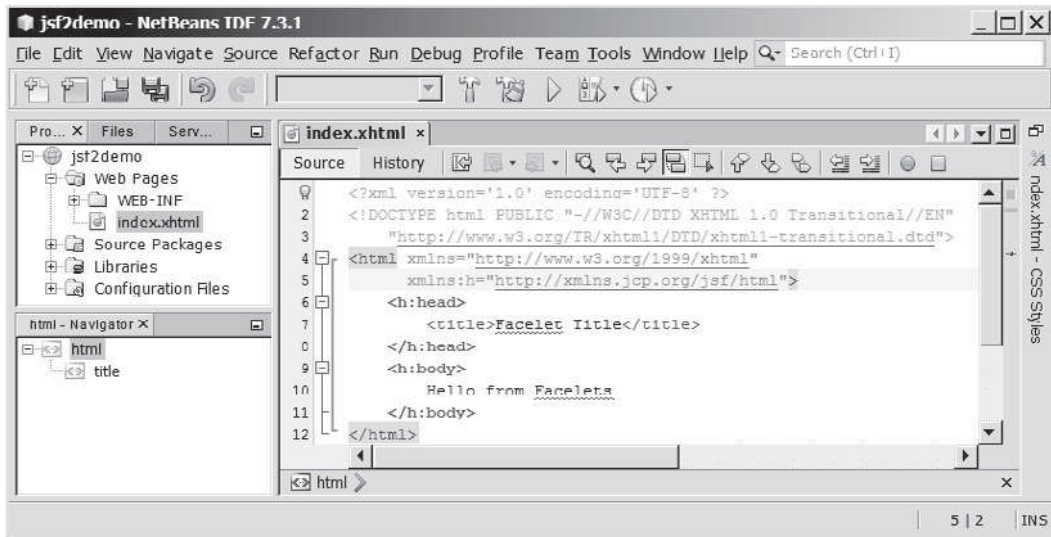 jsf2demo - NetBeans IDE 7.3.1
File Edit View Navigate Source Refactor Run Debug Profile Team Tools Window Help Search (Ctrl+I)
Pro... Files Serv...
jsf2demo
Web Pages
WEB-INF
index.xhtml
Source Packages
Libraries
Configuration Files
html - Navigator
html
title
index.xhtml
Source History
<?xml version='1.0' encoding='UTF-8' ?>
2 <!DOCTYPE html PUBLIC "-//W3C//DTD XHTML 1.0 Transitional//EN"
3 "http://www.w3.org/TR/xhtml1/DTD/xhtml1-transitional.dtd">
4 <html xmlns="http://www.w3.org/1999/xhtml"
5 xmlns:h="http://xmlns.jcp.org/jsf/html">
6 <h:head>
7 <title>Facelet Title</title>
8 </h:head>
9 <h:body>
10 Hello from Facelets
11 </h:body>
12 </html>
html
5 | 2 INS
index.xhtml - CSS Styles